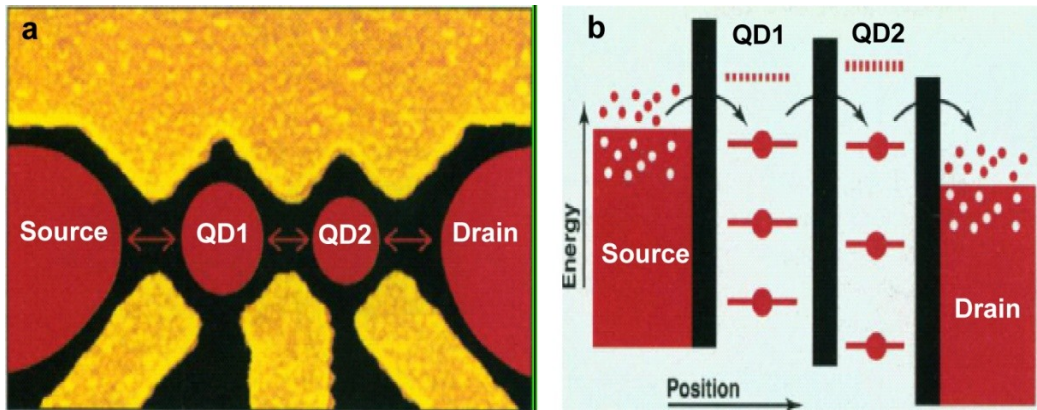 a
Source
QD1
QD2
Drain
b
QD1
QD2
Energy
Source
Drain
Position